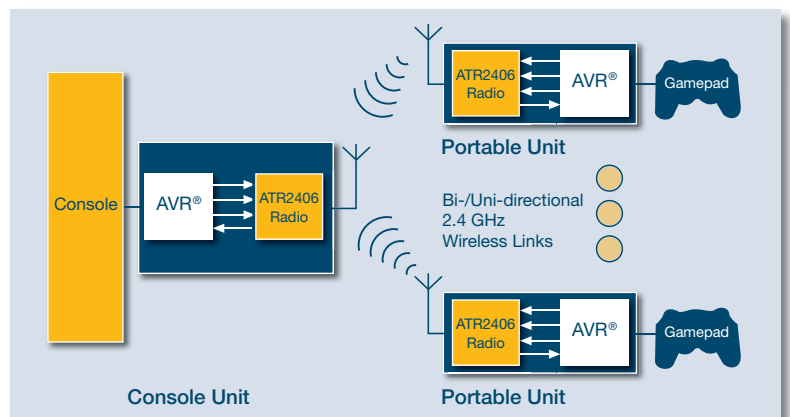 Console
AVR®
ATR2406
Radio
Console Unit
ATR2406
Radio
AVR®
Gamepad
Portable Unit
Bi-/Uni-directional
2.4 GHz
Wireless Links
ATR2406
Radio
AVR®
Gamepad
Portable Unit